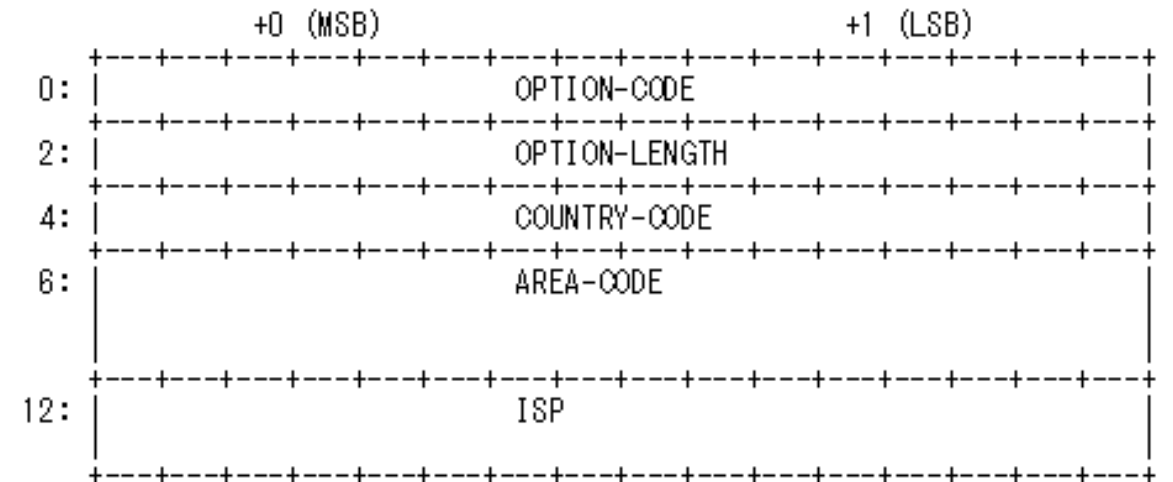 +0 (MSB) +1 (LSB)
+---+---+---+---+---+---+---+---+---+---+---+---+---+---+---+---+
0: | OPTION-CODE |
+---+---+---+---+---+---+---+---+---+---+---+---+---+---+---+---+
2: | OPTION-LENGTH |
+---+---+---+---+---+---+---+---+---+---+---+---+---+---+---+---+
4: | COUNTRY-CODE |
+---+---+---+---+---+---+---+---+---+---+---+---+---+---+---+---+
6: | AREA-CODE |
| |
| |
+---+---+---+---+---+---+---+---+---+---+---+---+---+---+---+---+
12: | ISP |
| |
+---+---+---+---+---+---+---+---+---+---+---+---+---+---+---+---+